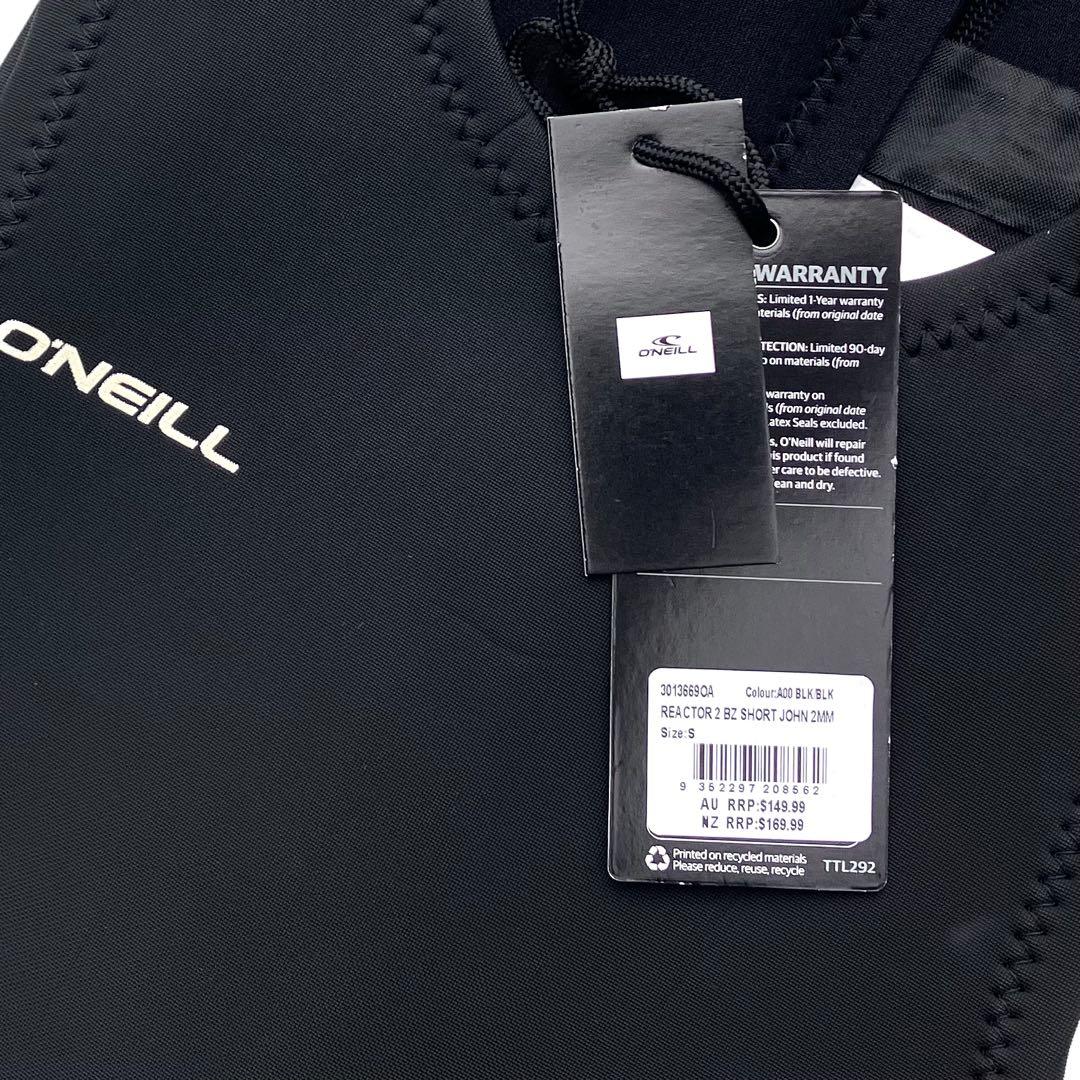 O'NEILL
O'NEILL
WARRANTY
S: Limited 1-Year warranty
aterials (from original date
TECTION: Limited 90-day
p on materials (from
warranty on
s (from original date
atex Seals excluded.
s, O'Neill will repair
is product if found
er care to be defective.
ean and dry.
3013669OA Colour:A00 BLK/BLK
REACTOR 2 BZ SHORT JOHN 2MM
Size:S
9 352297 208562
AU RRP:$149.99
NZ RRP:$169.99
Printed on recycled materials
Please reduce, reuse, recycle
TTL292